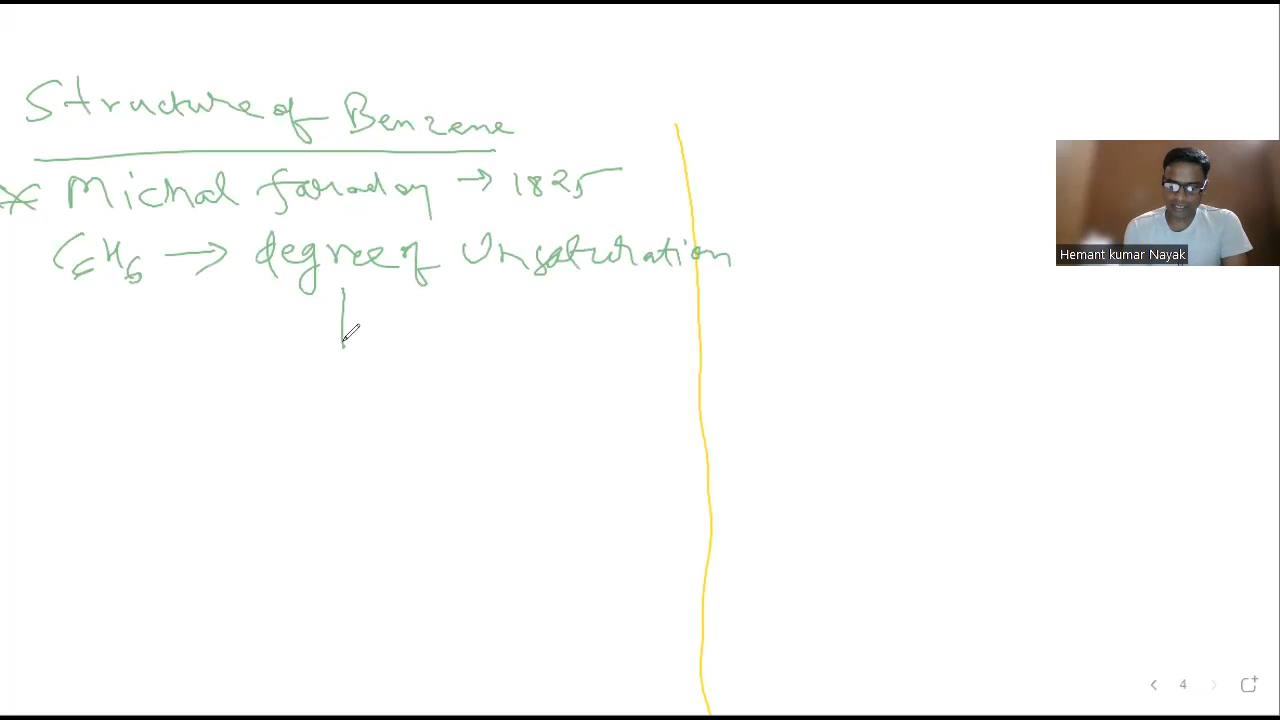 Structure of Benzene
* Michal faraday → 1825
C6H6 → degree of Unsaturation
Hemant kumar Nayak
4